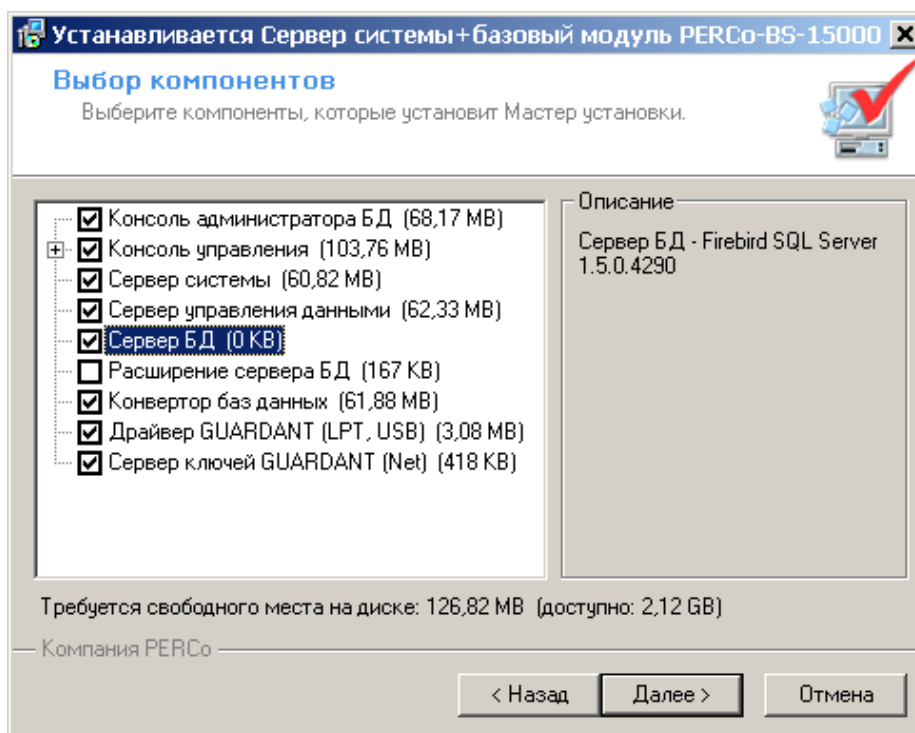 Устанавливается Сервер системы+базовый модуль PERCo-BS-15000
Выбор компонентов
Выберите компоненты, которые установит Мастер установки.
Консоль администратора БД (68,17 MB)
Консоль управления (103,76 MB)
Сервер системы (60,82 MB)
Сервер управления данными (62,33 MB)
Сервер БД (0 KB)
Расширение сервера БД (167 KB)
Конвертор баз данных (61,88 MB)
Драйвер GUARDANT (LPT, USB) (3,08 MB)
Сервер ключей GUARDANT (Net) (418 KB)
Описание
Сервер БД - Firebird SQL Server
1.5.0.4290
Требуется свободного места на диске: 126,82 MB (доступно: 2,12 GB)
Компания PERCo
< Назад
Далее >
Отмена